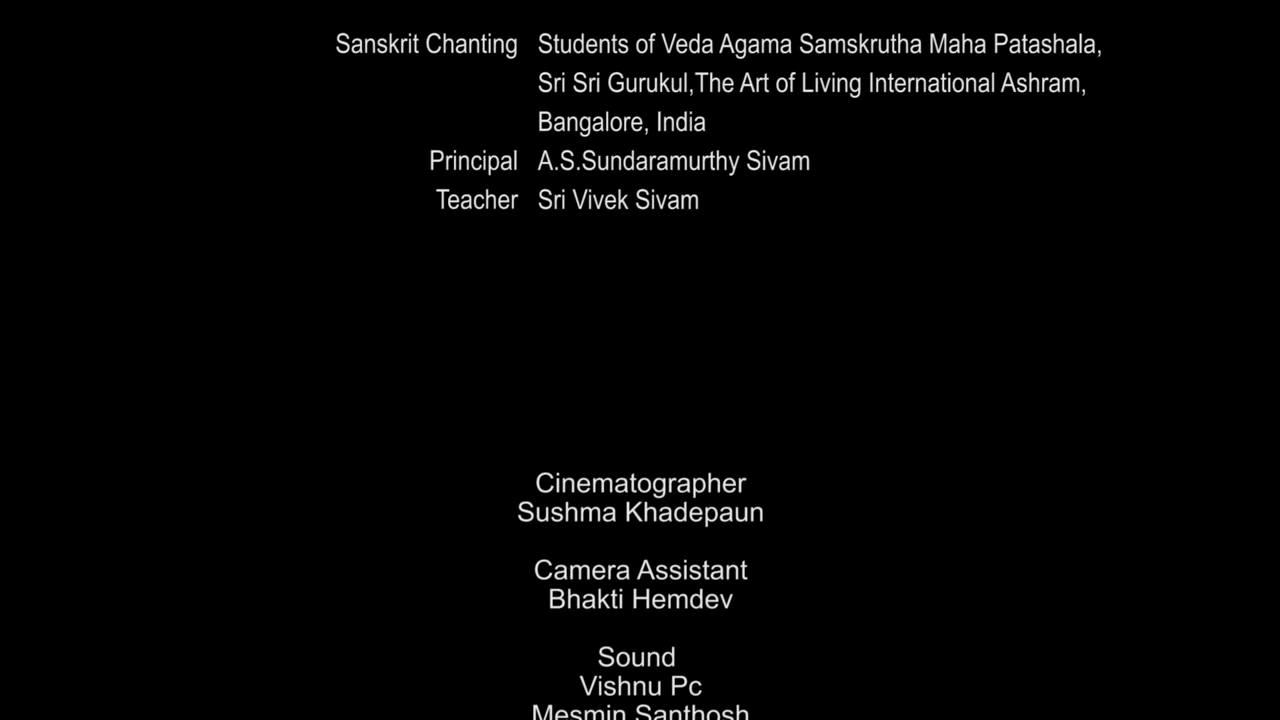 Sanskrit Chanting Students of Veda Agama Samskrutha Maha Patashala,
Sri Sri Gurukul,The Art of Living International Ashram,
Bangalore, India
Principal A.S.Sundaramurthy Sivam
Teacher Sri Vivek Sivam
Cinematographer
Sushma Khadepaun
Camera Assistant
Bhakti Hemdev
Sound
Vishnu Pc
Mesmin Santhosh